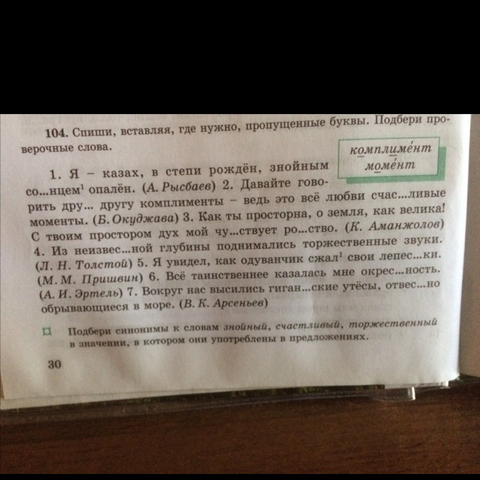 104. Спиши, вставляя, где нужно, пропущенные буквы. Подбери про-
верочные слова.
комплиме́нт
моме́нт
1. Я – казах, в степи рождён, знойным
со...нцем¹ опалён. (А. Рысбаев) 2. Давайте гово-
рить дру... другу комплименты – ведь это всё любви счас...ливые
моменты. (Б. Окуджава) 3. Как ты просторна, о земля, как велика!
С твоим простором дух мой чу...ствует ро...ство. (К. Аманжолов)
4. Из неизвес...ной глубины поднимались торжественные звуки.
(Л. Н. Толстой) 5. Я увидел, как одуванчик сжал¹ свои лепес...ки.
(М. М. Пришвин) 6. Всё таинственнее казалась мне окрес...ность.
(А. И. Эртель) 7. Вокруг нас высились гиган...ские утёсы, отвес...но
обрывающиеся в море. (В. К. Арсеньев)
Подбери синонимы к словам знойный, счастливый, торжественный
в значении, в котором они употреблены в предложениях.
30